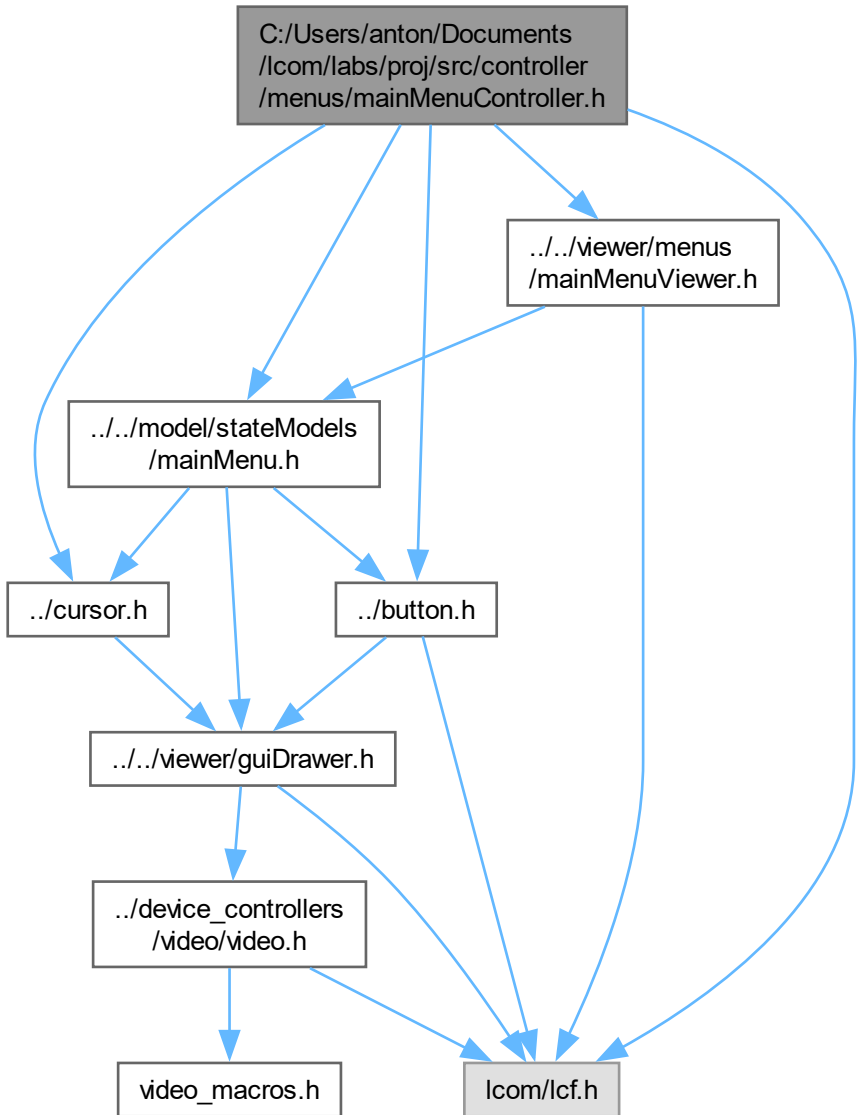 C:/Users/anton/Documents
/lcom/labs/proj/src/controller
/menus/mainMenuController.h
../../viewer/menus
/mainMenuViewer.h
../../model/stateModels
/mainMenu.h
../cursor.h
../button.h
../../viewer/guiDrawer.h
../device_controllers
/video/video.h
video_macros.h
lcom/lcf.h